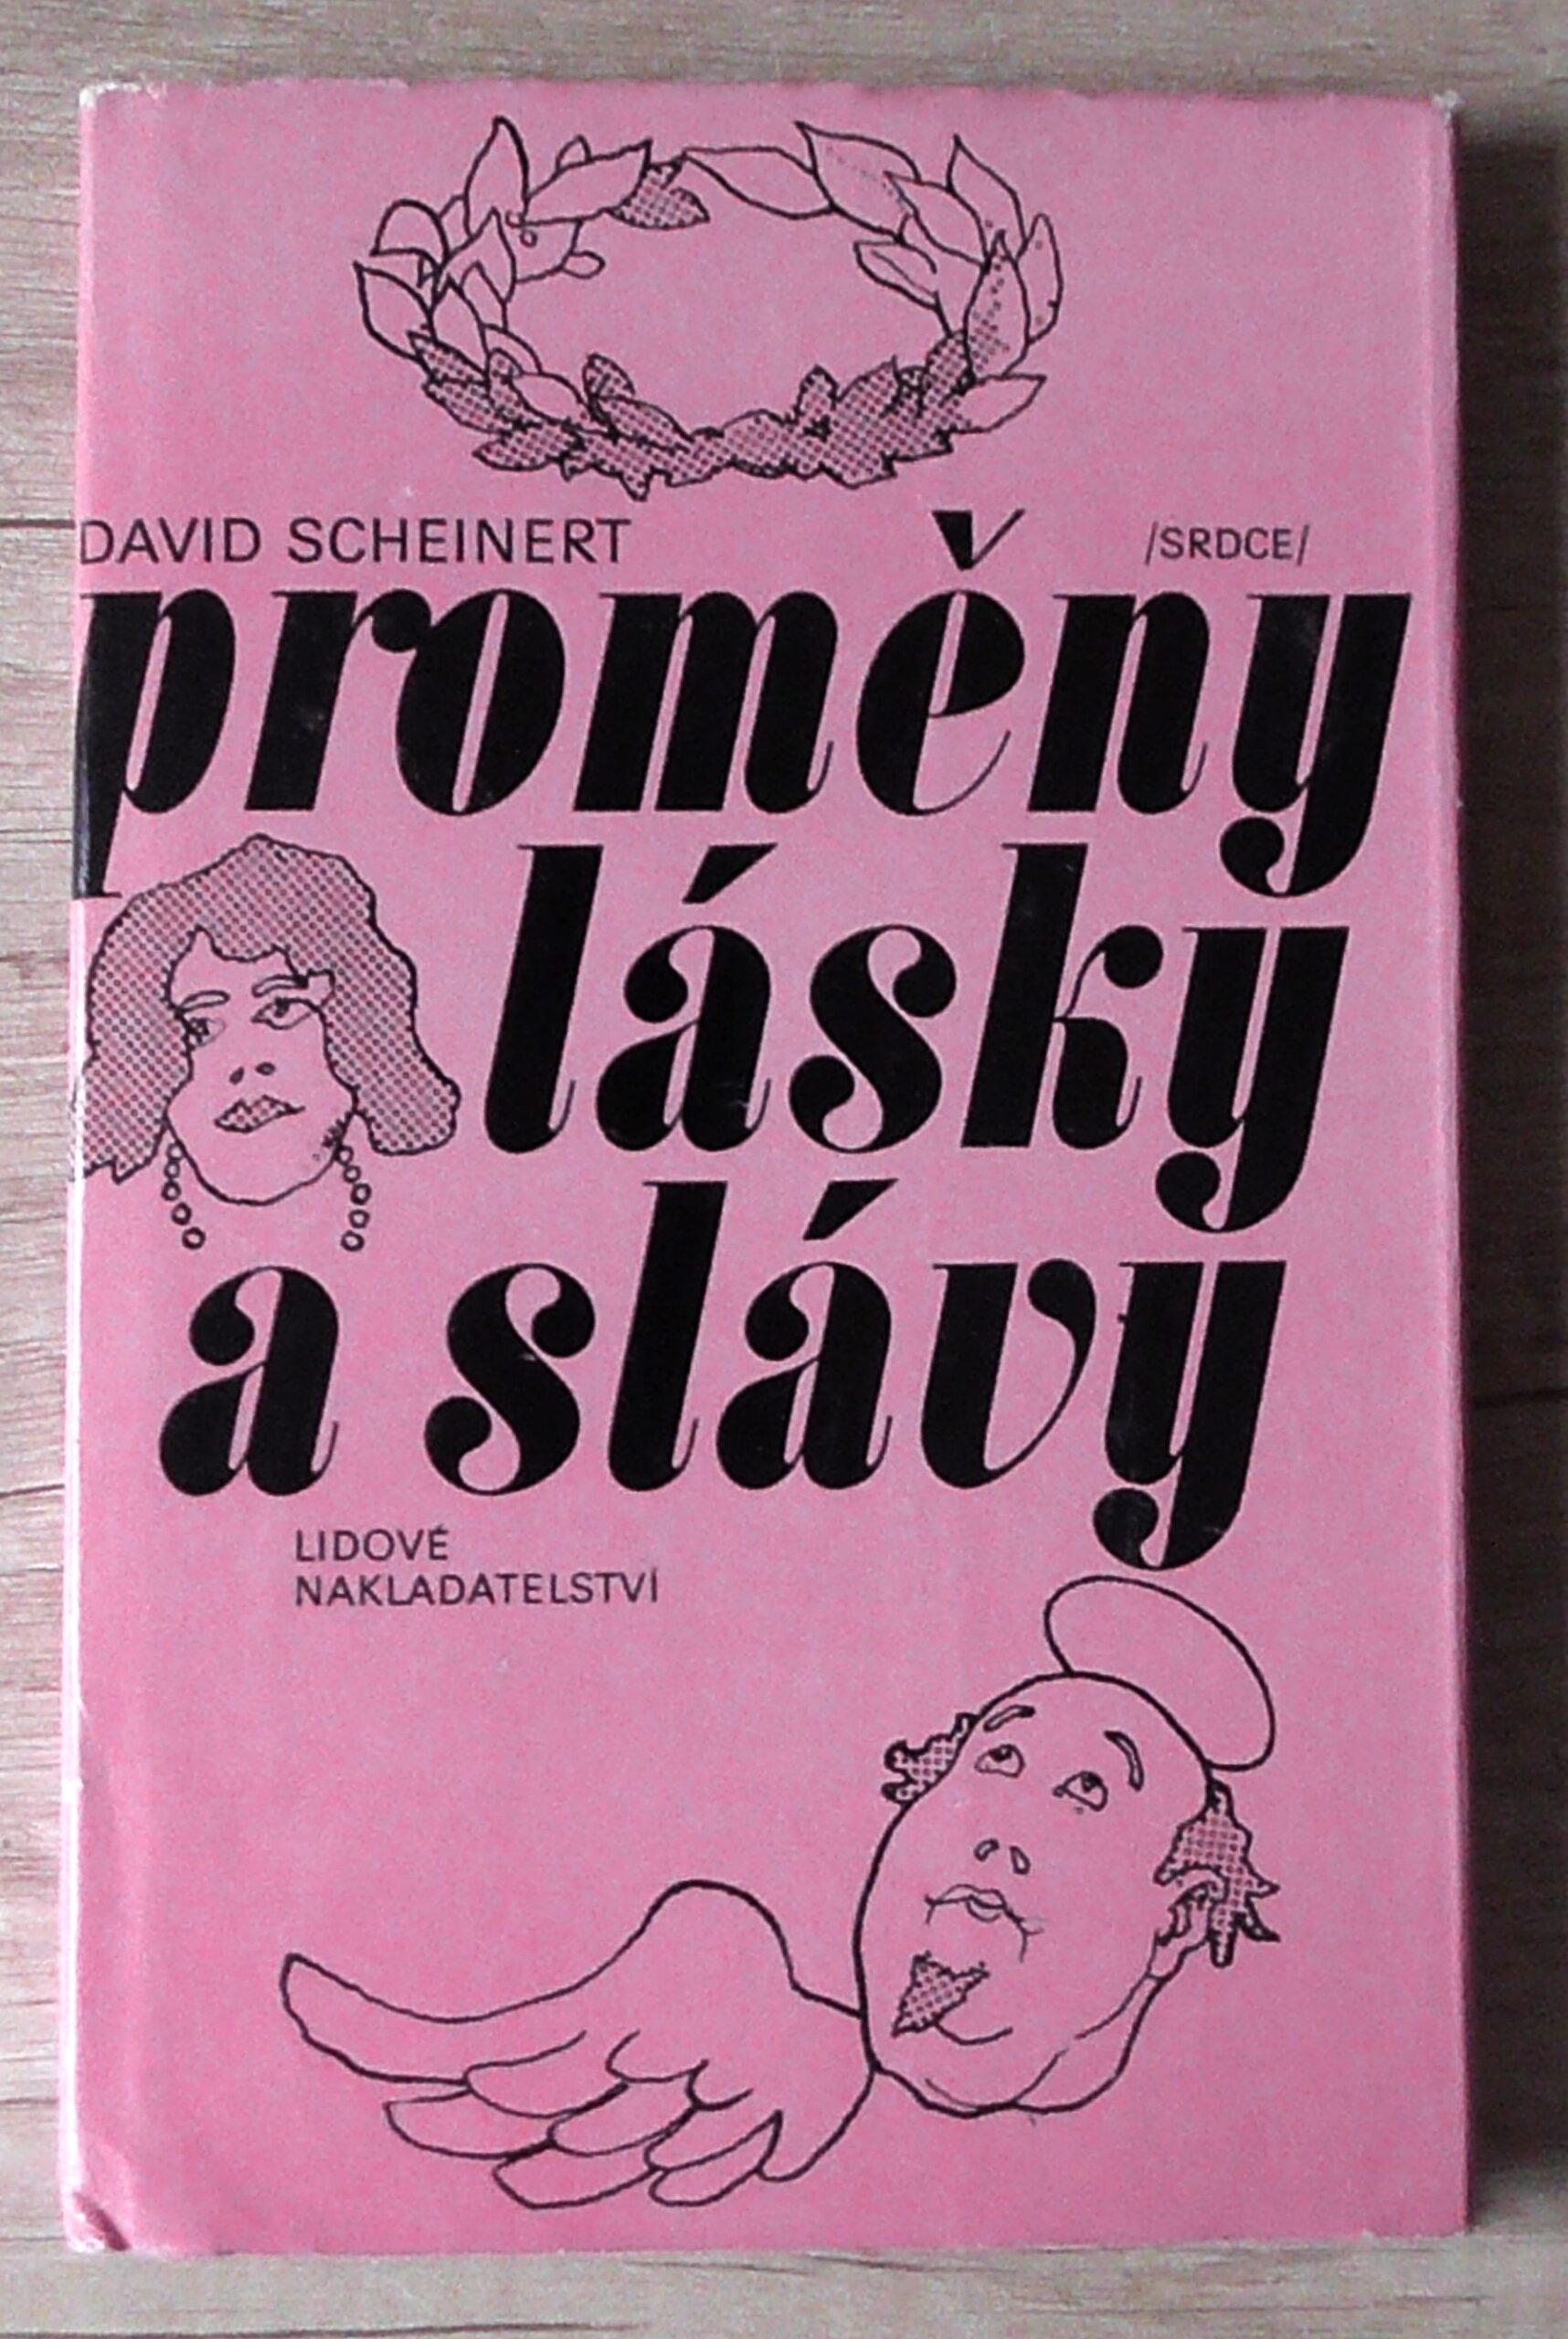 DAVID SCHEINERT /SRDCE/
proměny
lásky
a slávy
LIDOVÉ
NAKLADATELSTVÍ